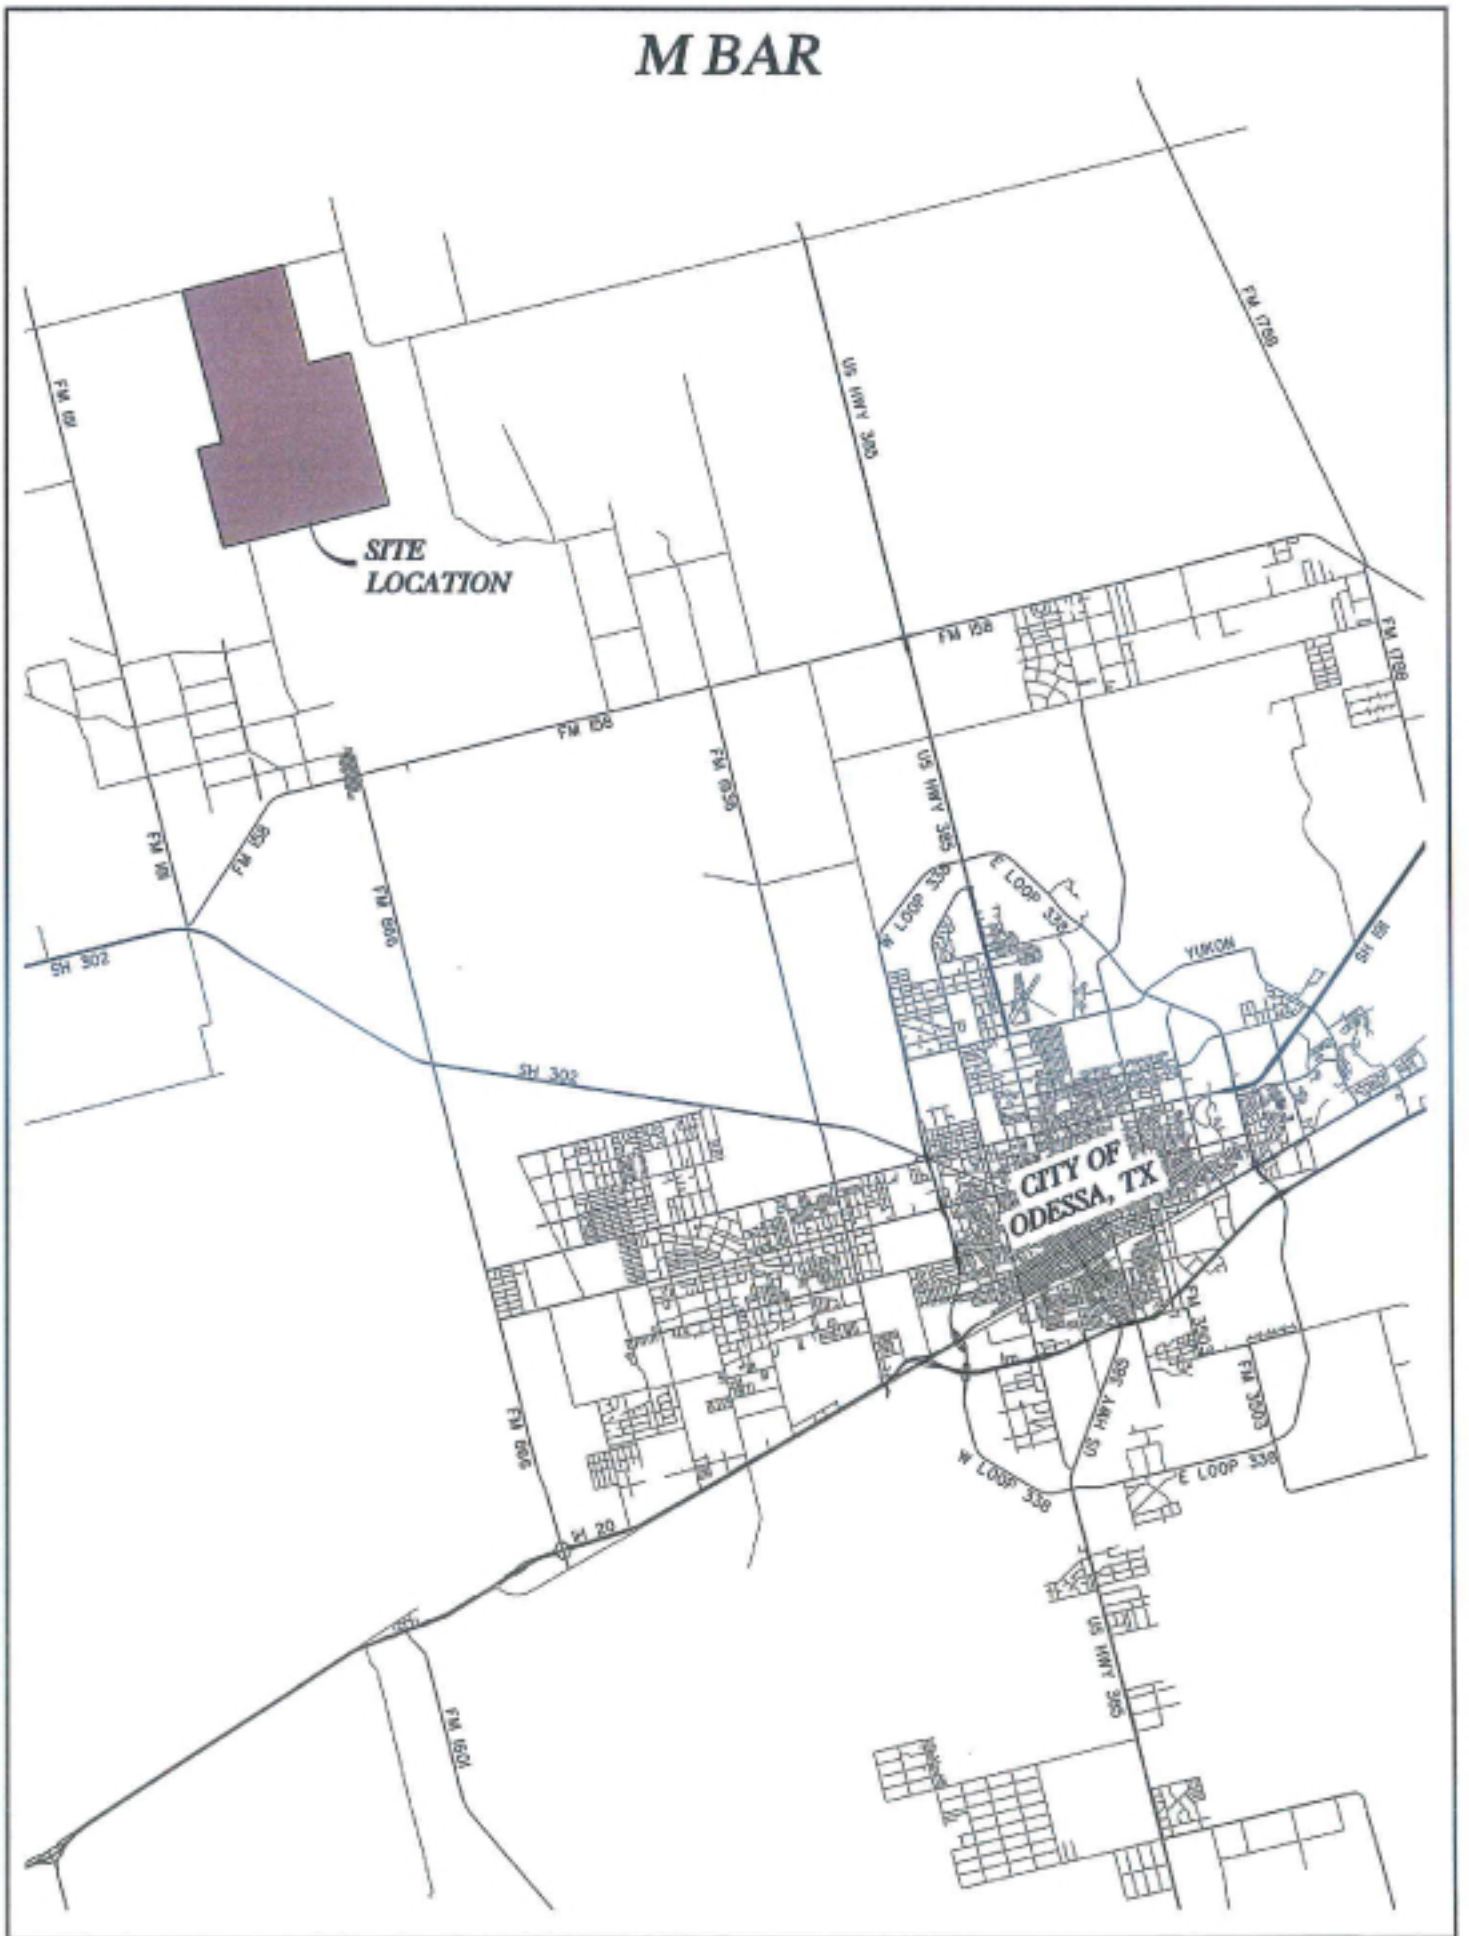 M BAR
FM 1788
US HWY 385
FM 181
SITE
LOCATION
FM 158
FM 1788
FM 158
FM 1936
US HWY 385
FM 181
FM 158
FM 866
W LOOP 338
E LOOP 338
YUKON
SH 191
SH 302
SH 302
CITY OF
ODESSA, TX
FM 3503
FM 3503
US HWY 385
FM 866
W LOOP 338
E LOOP 338
IH 20
US HWY 385
FM 1601